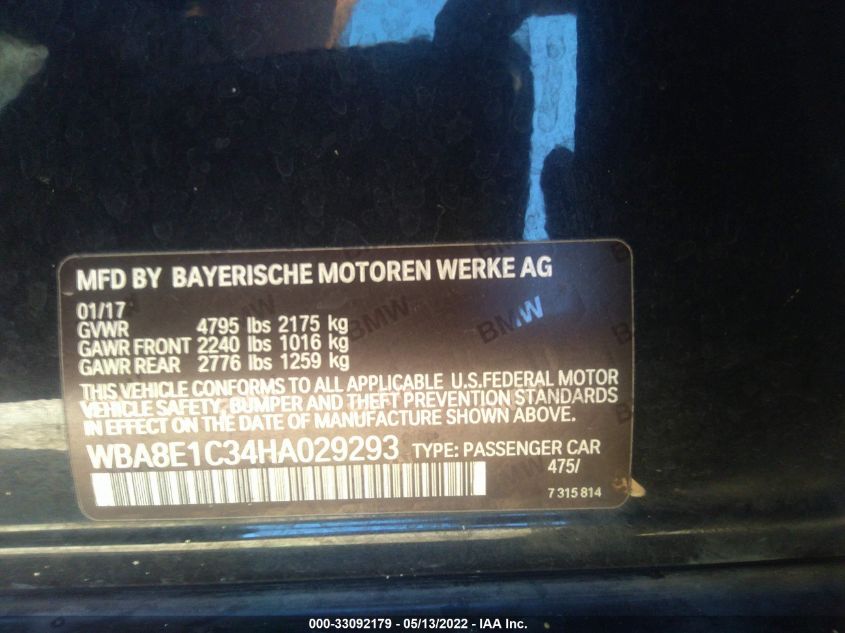 MFD BY BAYERISCHE MOTOREN WERKE AG
01/17
GVWR 4795 lbs 2175 kg
GAWR FRONT 2240 lbs 1016 kg
GAWR REAR 2776 lbs 1259 kg
THIS VEHICLE CONFORMS TO ALL APPLICABLE U.S.FEDERAL MOTOR
VEHICLE SAFETY, BUMPER AND THEFT PREVENTION STANDARDS
IN EFFECT ON THE DATE OF MANUFACTURE SHOWN ABOVE.
WBA8E1C34HA029293 TYPE: PASSENGER CAR
475/
7 315 814
BMW
BMW
000-33092179 - 05/13/2022 - IAA Inc.